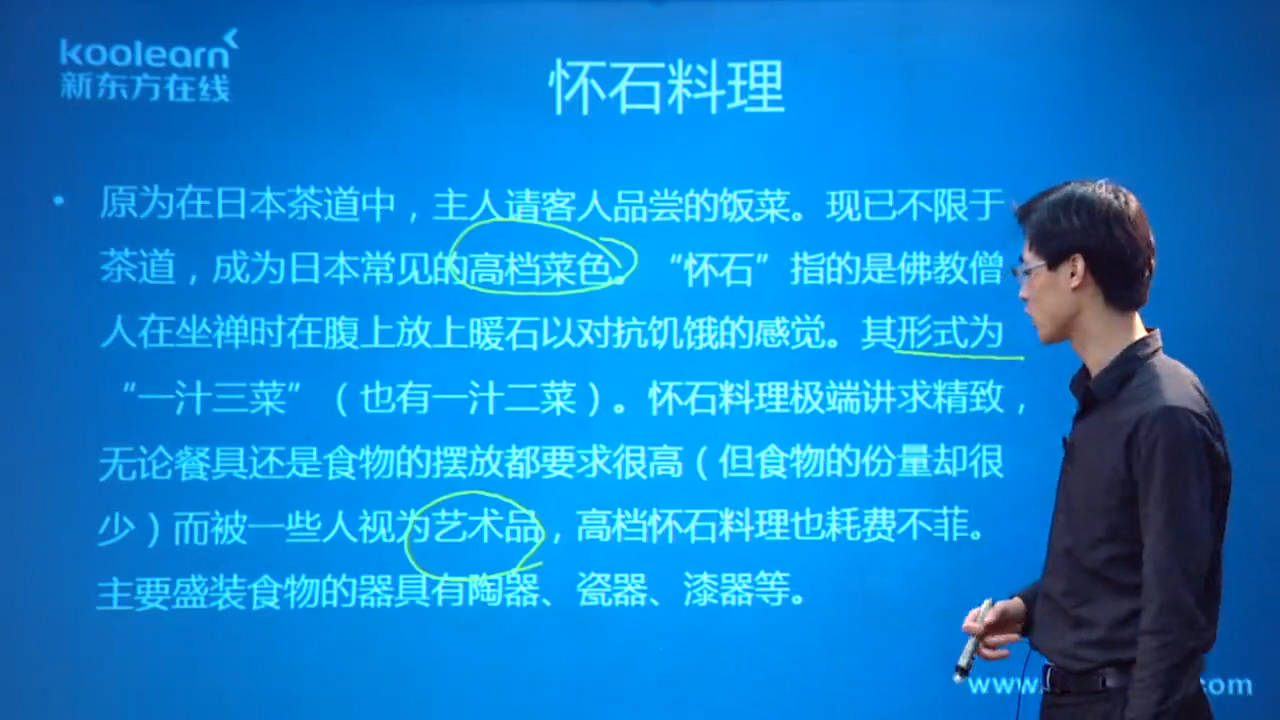 koolearn
新东方在线
怀石料理
• 原为在日本茶道中，主人请客人品尝的饭菜。现已不限于
茶道，成为日本常见的高档菜色。“怀石”指的是佛教僧
人在坐禅时在腹上放上暖石以对抗饥饿的感觉。其形式为
“一汁三菜”（也有一汁二菜）。怀石料理极端讲求精致，
无论餐具还是食物的摆放都要求很高（但食物的份量却很
少）而被一些人视为艺术品，高档怀石料理也耗费不菲。
主要盛装食物的器具有陶器、瓷器、漆器等。
www. com